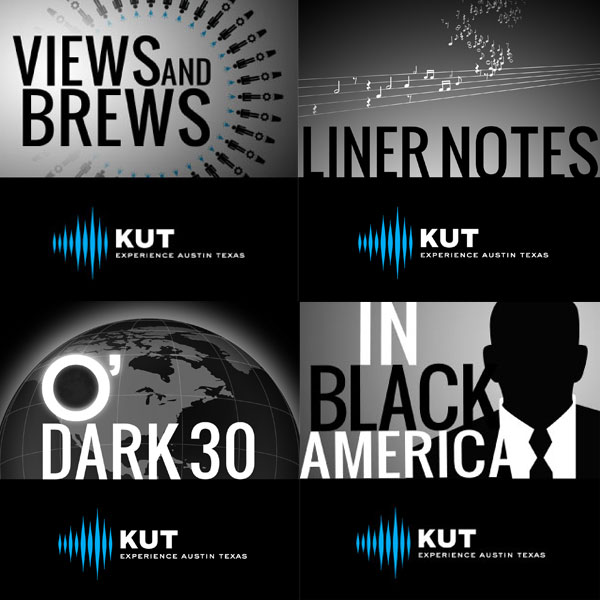 VIEWS AND
BREWS
KUT
EXPERIENCE AUSTIN TEXAS
LINER NOTES
KUT
EXPERIENCE AUSTIN TEXAS
O'
DARK 30
KUT
EXPERIENCE AUSTIN TEXAS
IN
BLACK
AMERICA
KUT
EXPERIENCE AUSTIN TEXAS